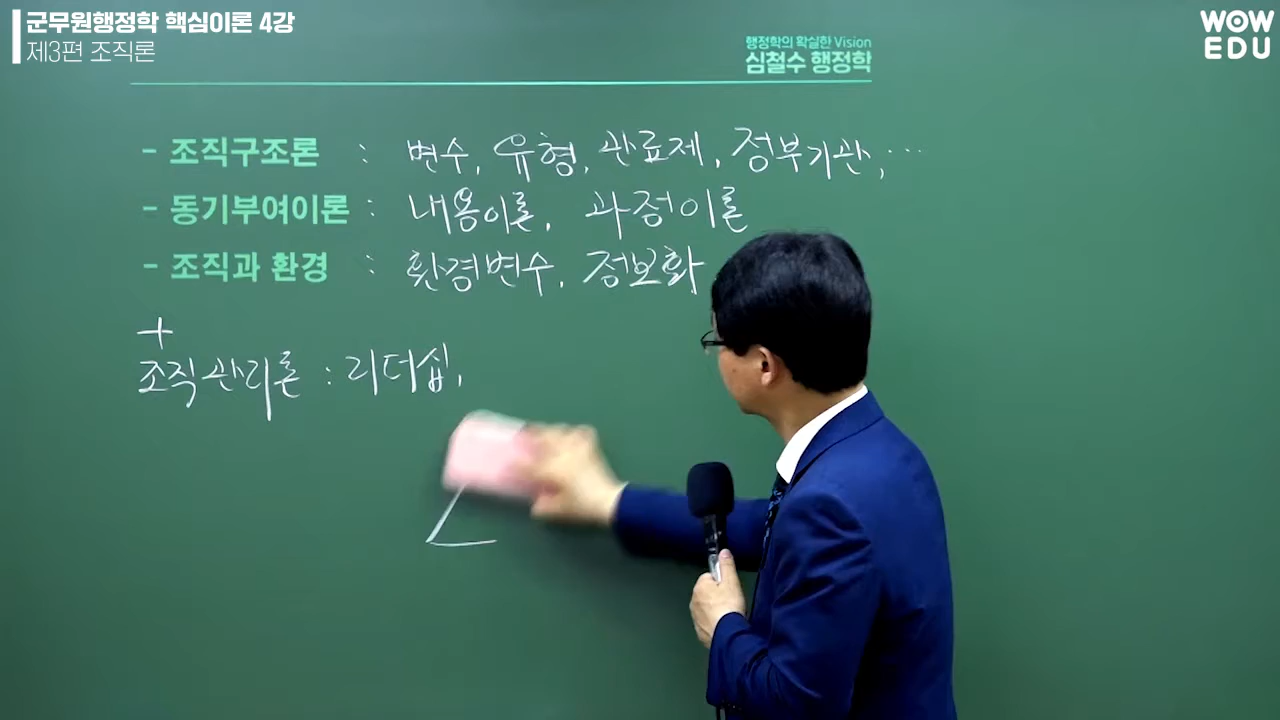 군무원행정학 핵심이론 4강
제3편 조직론
WOW
EDU
행정학의 확실한 Vision
심철수 행정학
- 조직구조론 : 변수, 유형, 관료제, 정부기관, ...
- 동기부여이론 : 내용이론, 과정이론
- 조직과 환경 : 환경변수, 정보화
+
조직관리론 : 리더십,